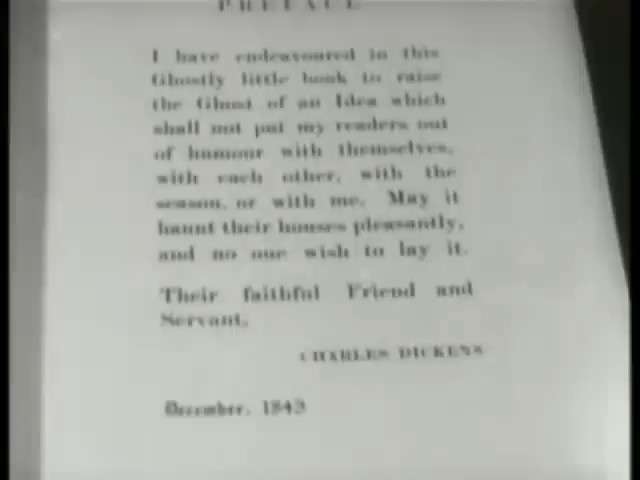 PREFACE
I have endeavoured in this
Ghostly little book to raise
the Ghost of an Idea which
shall not put my readers out
of humour with themselves,
with each other, with the
season, or with me. May it
haunt their houses pleasantly,
and no one wish to lay it.
Their faithful Friend and
Servant,
CHARLES DICKENS
December, 1843